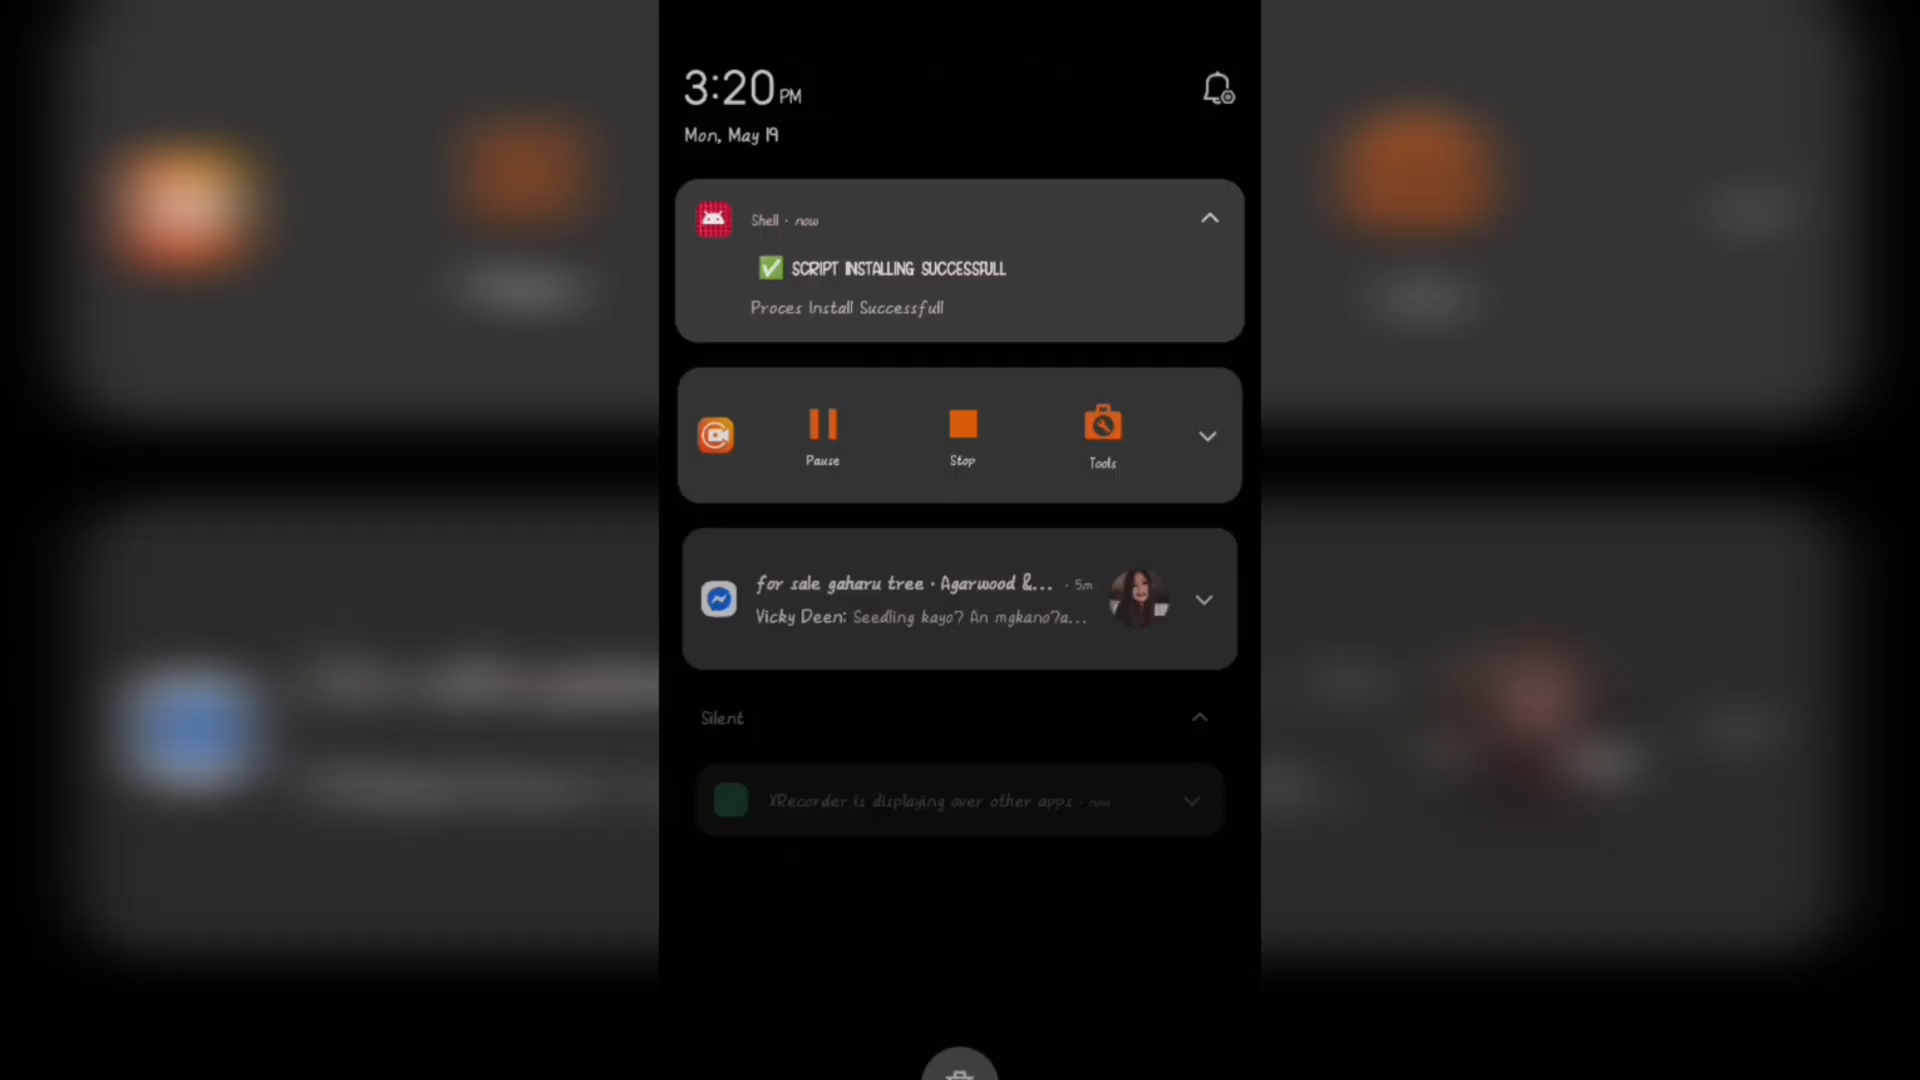 3:20 PM
Mon, May 19
Shell · now
✅ SCRIPT INSTALLING SUCCESSFULL
Proces Install Successfull
Pause
Stop
Tools
for sale gaharu tree · Agarwood &... · 5m
Vicky Deen: Seedling kayo? An mgkano?a...
Silent
XRecorder is displaying over other apps · now